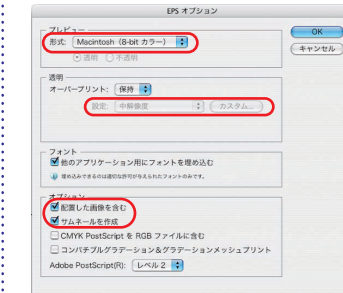 EPS オプション
プレビュー
形式: Macintosh（8-bit カラー）
透明 不透明
OK
キャンセル
透明
オーバープリント: 保持
設定: 中解像度 カスタム...
フォント
他のアプリケーション用にフォントを埋め込む
埋め込みできるのは適切な許可が与えられたフォントのみです。
オプション
配置した画像を含む
サムネールを作成
CMYK PostScript を RGB ファイルに含む
コンパチブルグラデーション＆グラデーションメッシュプリント
Adobe PostScript(R): レベル 2